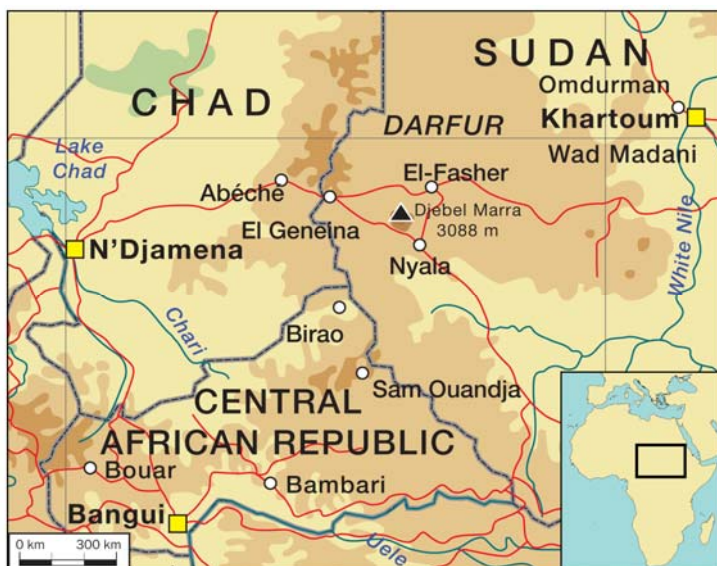 SUDAN
Omdurman
CHAD
Khartoum
DARFUR
Lake
Chad
Wad Madani
El-Fasher
Abéché
Djebel Marra
3088 m
El Geneina
N'Djamena
Nyala
White Nile
Chari
Birao
Sam Ouandja
CENTRAL
AFRICAN REPUBLIC
Bouar
Bambari
Bangui
Uele
0 km 300 km